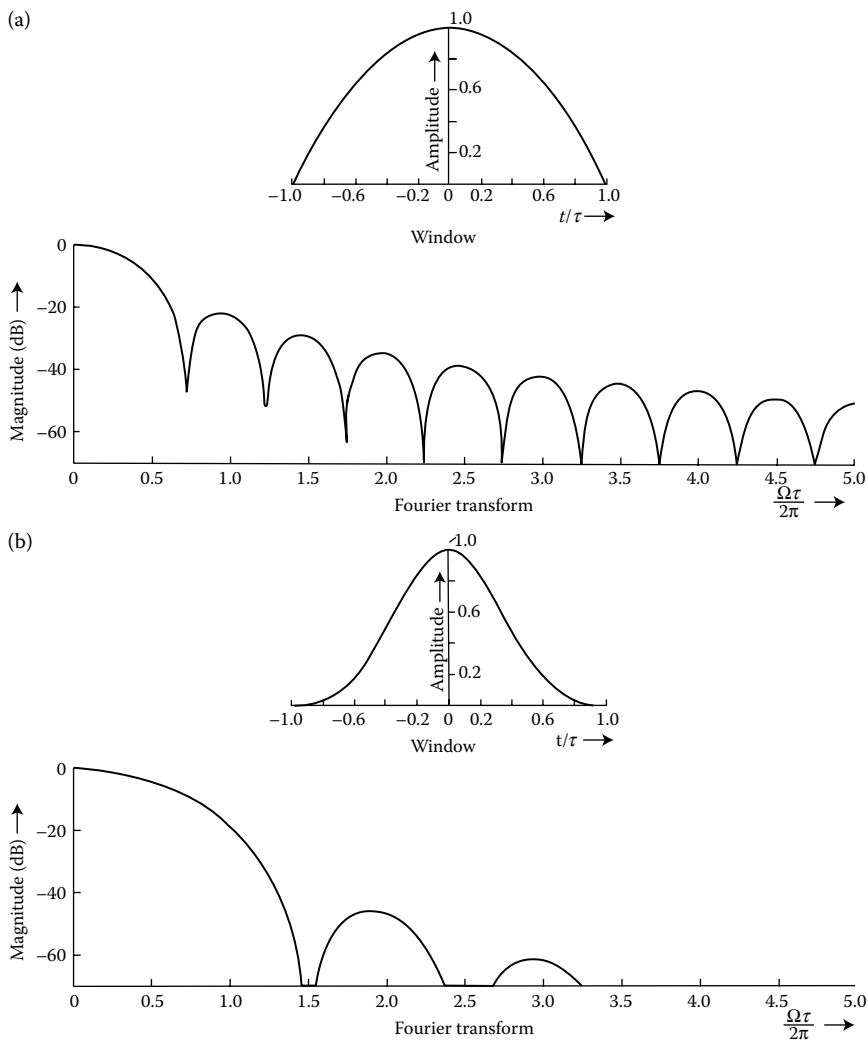 (a)
1.0
Amplitude
0.6
0.2
−1.0 −0.6 −0.2 0 0.2 0.6 1.0
t/τ
Window
Magnitude (dB)
0
−20
−40
−60
0 0.5 1.0 1.5 2.0 2.5 3.0 3.5 4.0 4.5 5.0
Fourier transform
Ωτ
2π
(b)
1.0
Amplitude
0.6
0.2
−1.0 −0.6 −0.2 0 0.2 0.6 1.0
t/τ
Window
Magnitude (dB)
0
−20
−40
−60
0 0.5 1.0 1.5 2.0 2.5 3.0 3.5 4.0 4.5 5.0
Fourier transform
Ωτ
2π